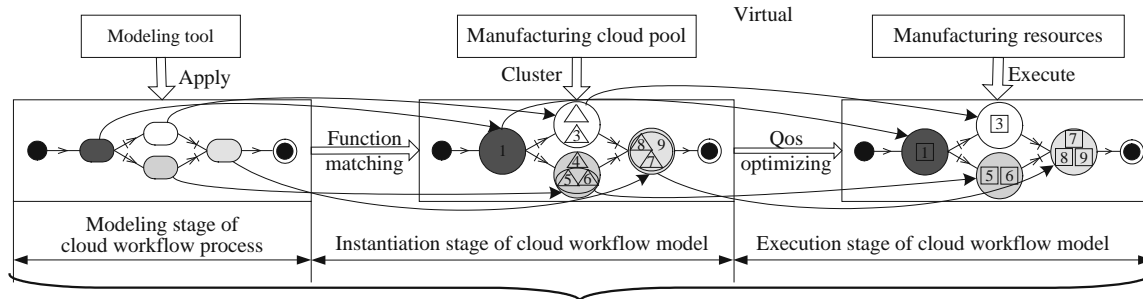 Virtual
Modeling tool
Manufacturing cloud pool
Manufacturing resources
Apply
Cluster
Execute
3
3
Function
matching
1
8 9
7
Qos
optimizing
1
7
8 9
4
5 6
5 6
Modeling stage of
cloud workflow process
Instantiation stage of cloud workflow model
Execution stage of cloud workflow model